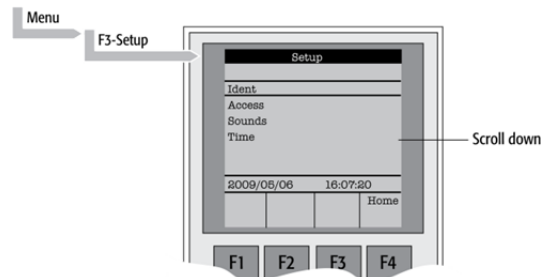 Menu
F3-Setup
Setup
Ident
Access
Sounds
Time
Scroll down
2009/05/06 16:07:20
Home
F1 F2 F3 F4